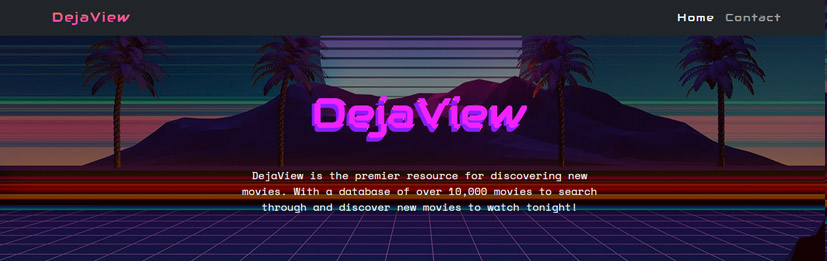 DejaView
Home Contact
DejaView
DejaView is the premier resource for discovering new
movies. With a database of over 10,000 movies to search
through and discover new movies to watch tonight!